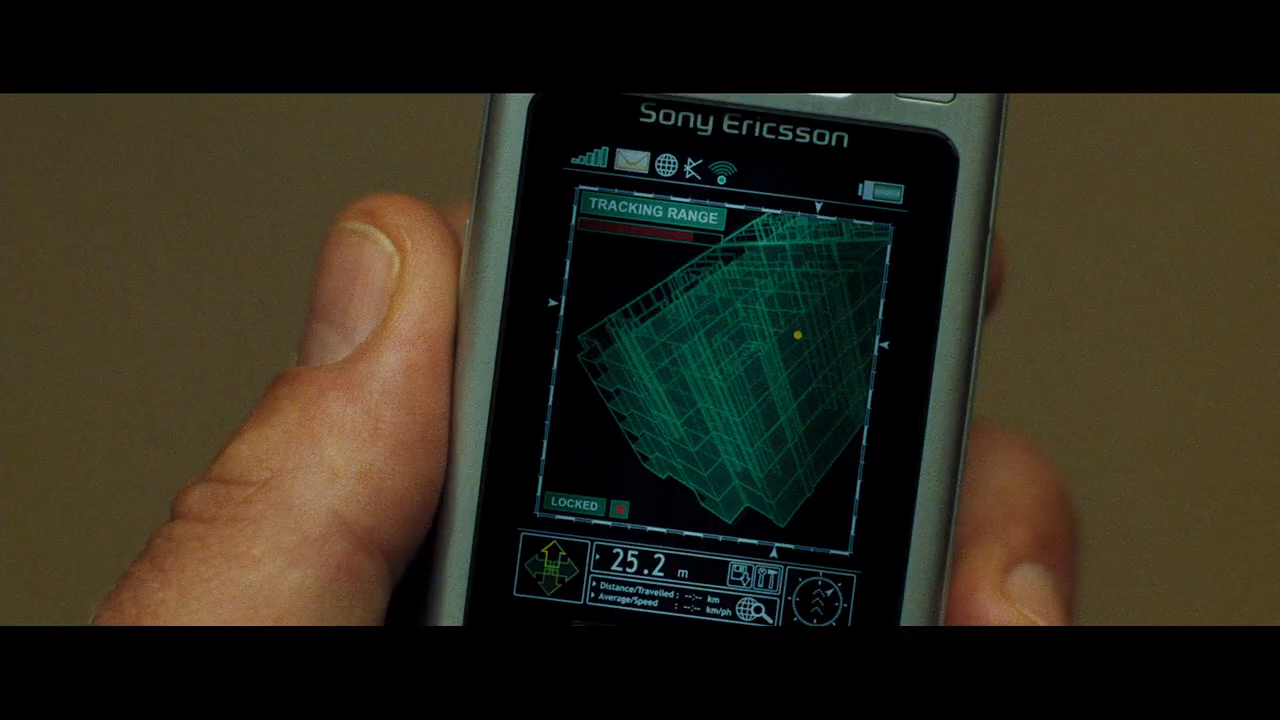 Sony Ericsson
TRACKING RANGE
LOCKED
25.2 m
Distance/Travelled : --:-- km
Average/Speed : --:-- km/ph